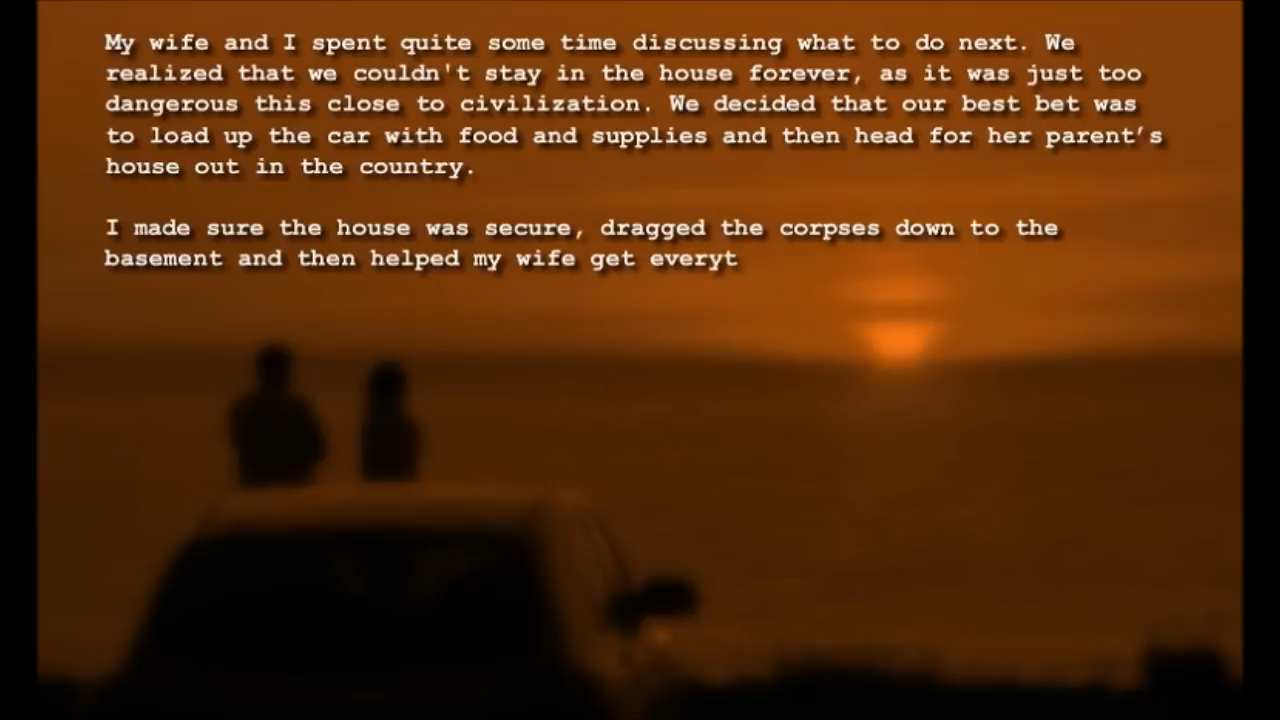 My wife and I spent quite some time discussing what to do next. We
realized that we couldn't stay in the house forever, as it was just too
dangerous this close to civilization. We decided that our best bet was
to load up the car with food and supplies and then head for her parent’s
house out in the country.
I made sure the house was secure, dragged the corpses down to the
basement and then helped my wife get everyt